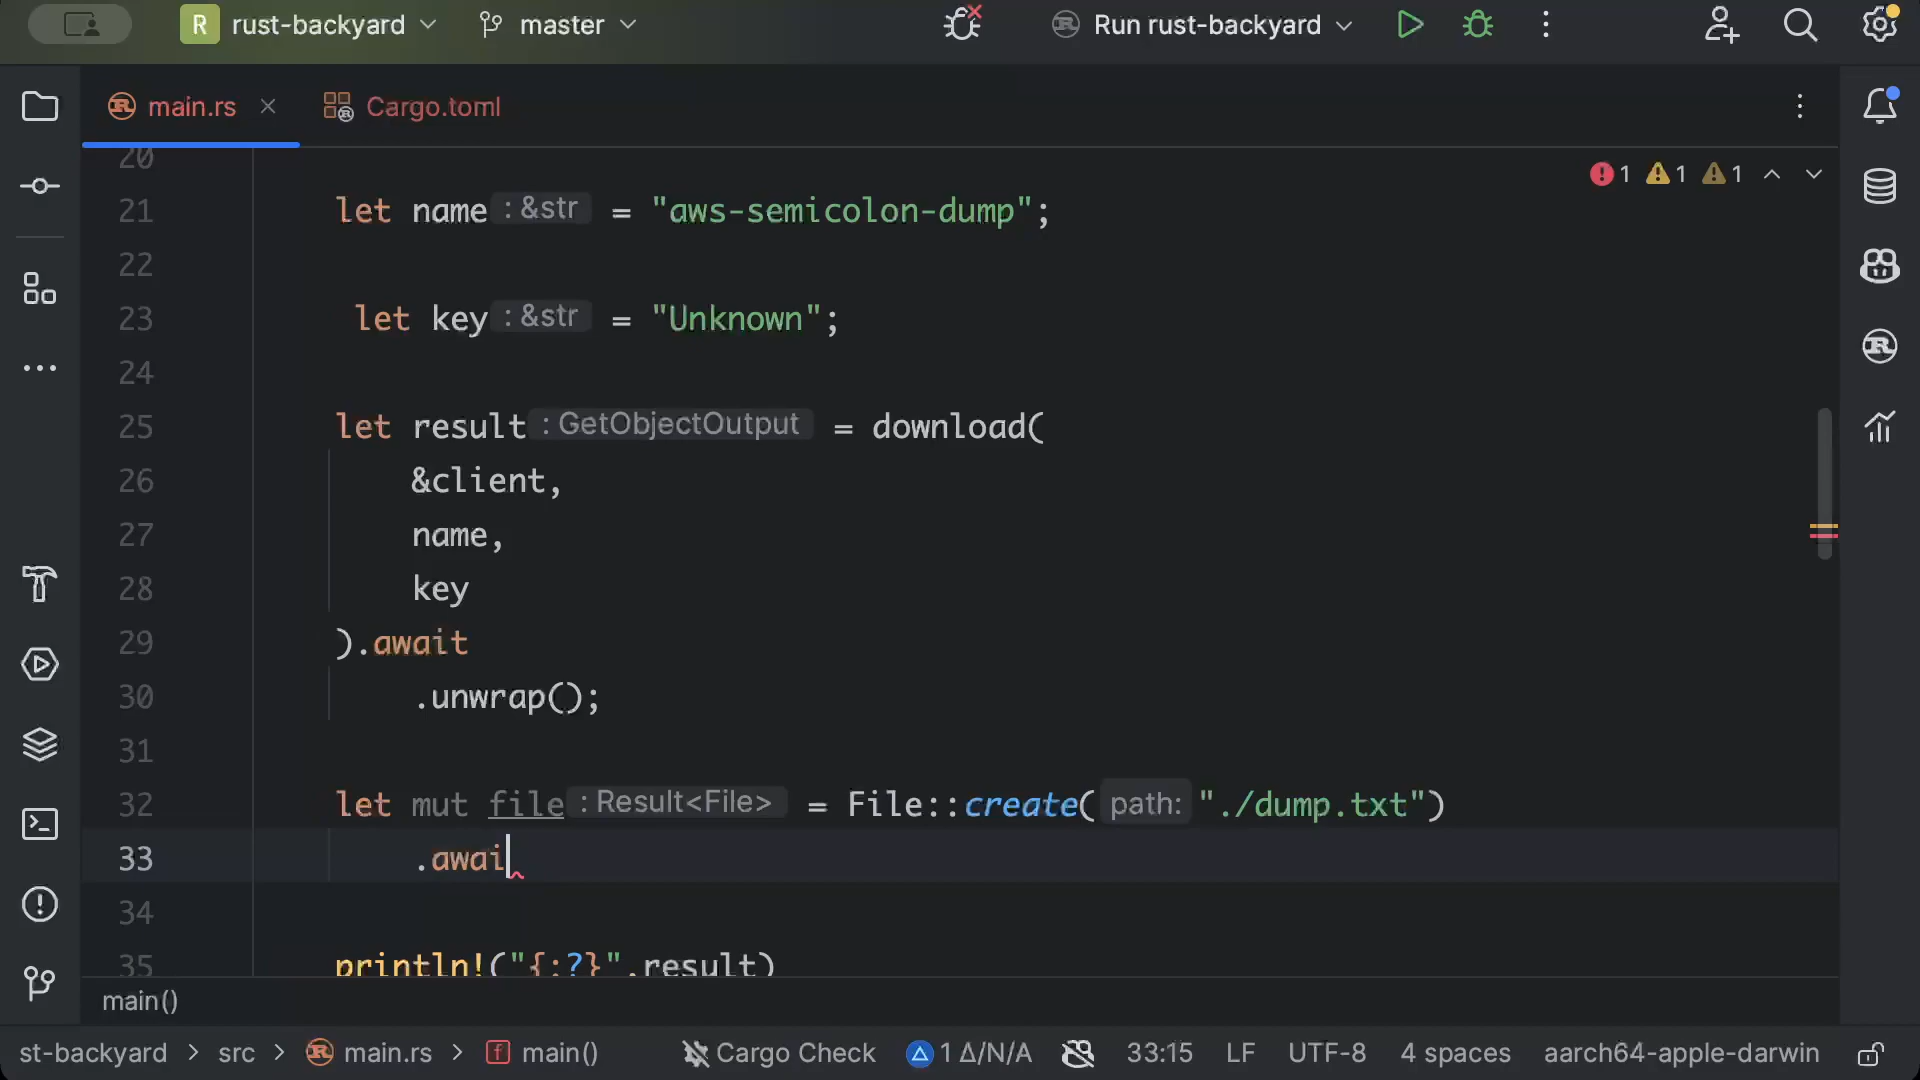 R rust-backyard master Run rust-backyard
main.rs Cargo.toml
20
1 1 1
21 let name : &str = "aws-semicolon-dump";
22
23 let key : &str = "Unknown";
24
25 let result : GetObjectOutput = download(
26 &client,
27 name,
28 key
29 ).await
30 .unwrap();
31
32 let mut file : Result<File> = File::create( path: "./dump.txt")
33 .awai
34
35 println!("{:?}",result)
main()
st-backyard > src > main.rs > f main() Cargo Check 1 Δ/N/A 33:15 LF UTF-8 4 spaces aarch64-apple-darwin